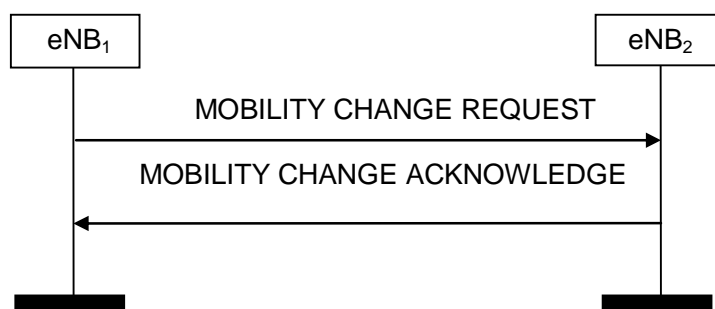 eNB₁
eNB₂
MOBILITY CHANGE REQUEST
MOBILITY CHANGE ACKNOWLEDGE